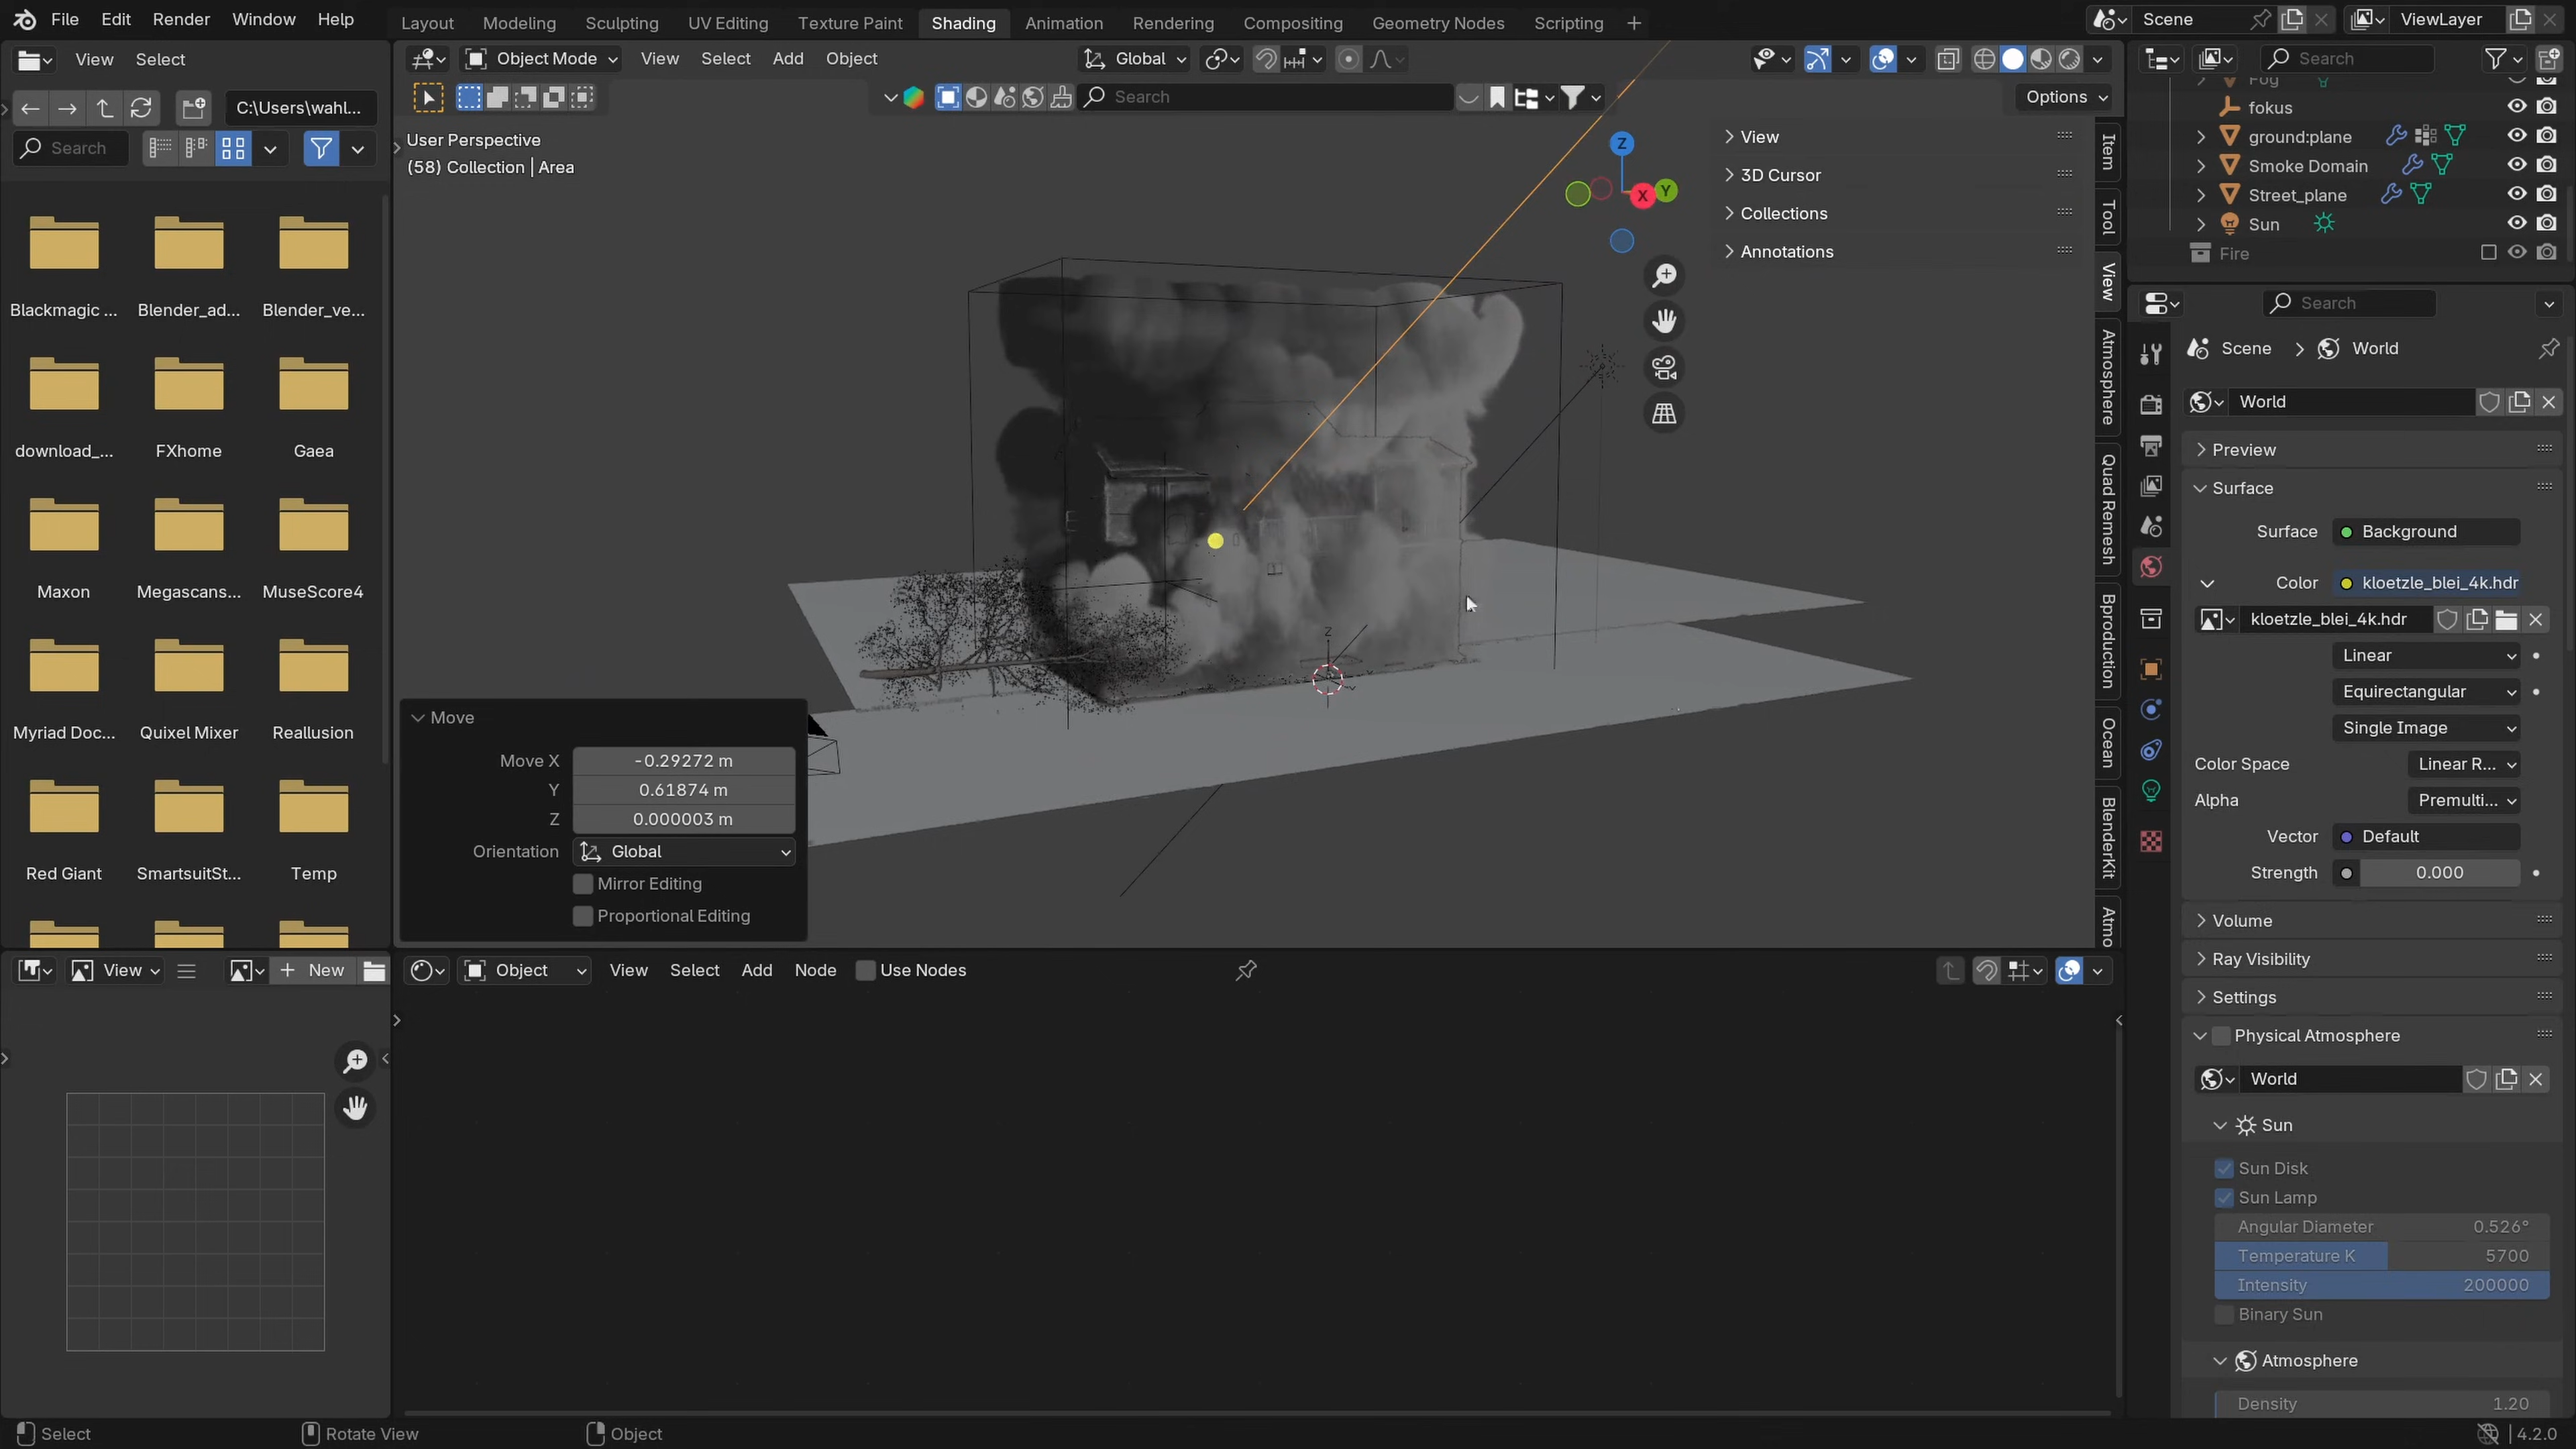 File Edit Render Window Help
Layout Modeling Sculpting UV Editing Texture Paint Shading Animation Rendering Compositing Geometry Nodes Scripting +
Scene
ViewLayer
View Select
C:\Users\wahl...
Search
Blackmagic ... Blender_ad... Blender_ve...
download_... FXhome Gaea
Maxon Megascans... MuseScore4
Myriad Doc... Quixel Mixer Reallusion
Red Giant SmartsuitSt... Temp
Object Mode View Select Add Object
Global
Search
Options
User Perspective
(58) Collection | Area
Z
X
Y
View
3D Cursor
Collections
Annotations
Item
Tool
View
Atmosphere
Quad Remesh
Bproduction
Ocean
BlenderKit
Atmo
Z
Move
Move X -0.29272 m
Y 0.61874 m
Z 0.000003 m
Orientation Global
Mirror Editing
Proportional Editing
View
New
Object View Select Add Node Use Nodes
Search
Fog
fokus
ground:plane
Smoke Domain
Street_plane
Sun
Fire
Search
Scene > World
World
Preview
Surface
Surface Background
Color kloetzle_blei_4k.hdr
kloetzle_blei_4k.hdr
Linear
Equirectangular
Single Image
Color Space Linear R...
Alpha Premulti...
Vector Default
Strength 0.000
Volume
Ray Visibility
Settings
Physical Atmosphere
World
Sun
Sun Disk
Sun Lamp
Angular Diameter 0.526°
Temperature K 5700
Intensity 200000
Binary Sun
Atmosphere
Density 1.20
Select
Rotate View
Object
4.2.0